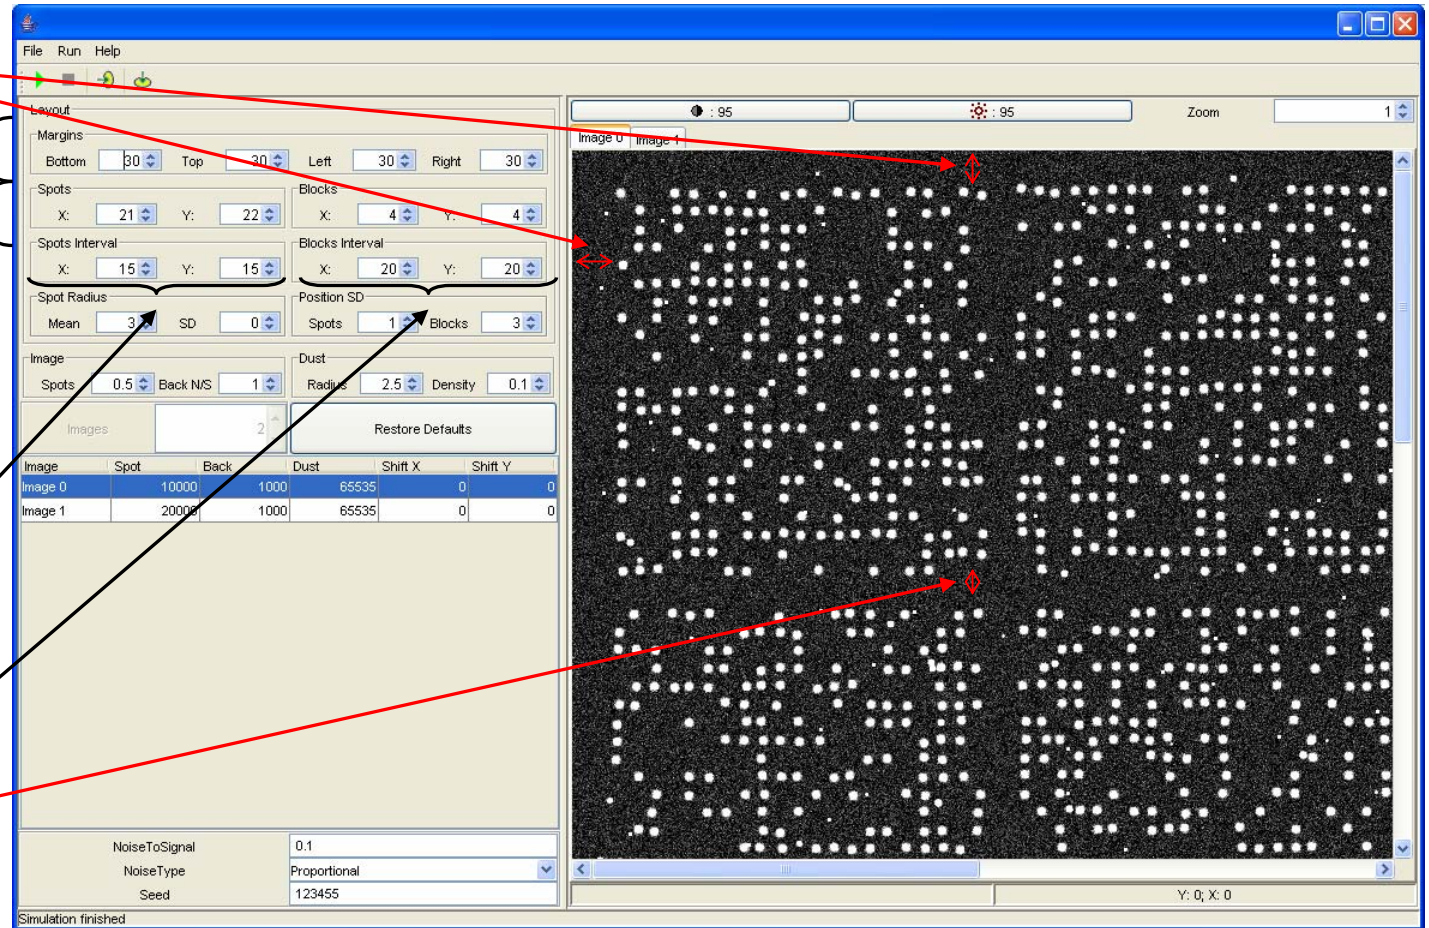 File Run Help
Layout
Margins
Bottom 30 Top 30 Left 30 Right 30
Spots
X: 21 Y: 22
Blocks
X: 4 Y: 4
Spots Interval
X: 15 Y: 15
Blocks Interval
X: 20 Y: 20
Spot Radius
Mean 3 SD 0
Position SD
Spots 1 Blocks 3
Image
Spots 0.5 Back N/S 1
Dust
Radius 2.5 Density 0.1
Images 2 Restore Defaults
Image Spot Back Dust Shift X Shift Y
Image 0 10000 1000 65535 0 0
Image 1 20000 1000 65535 0 0
NoiseToSignal 0.1
NoiseType Proportional
Seed 123455
Simulation finished
: 95 : 95 Zoom 1
Image 0 Image 1
Y: 0; X: 0